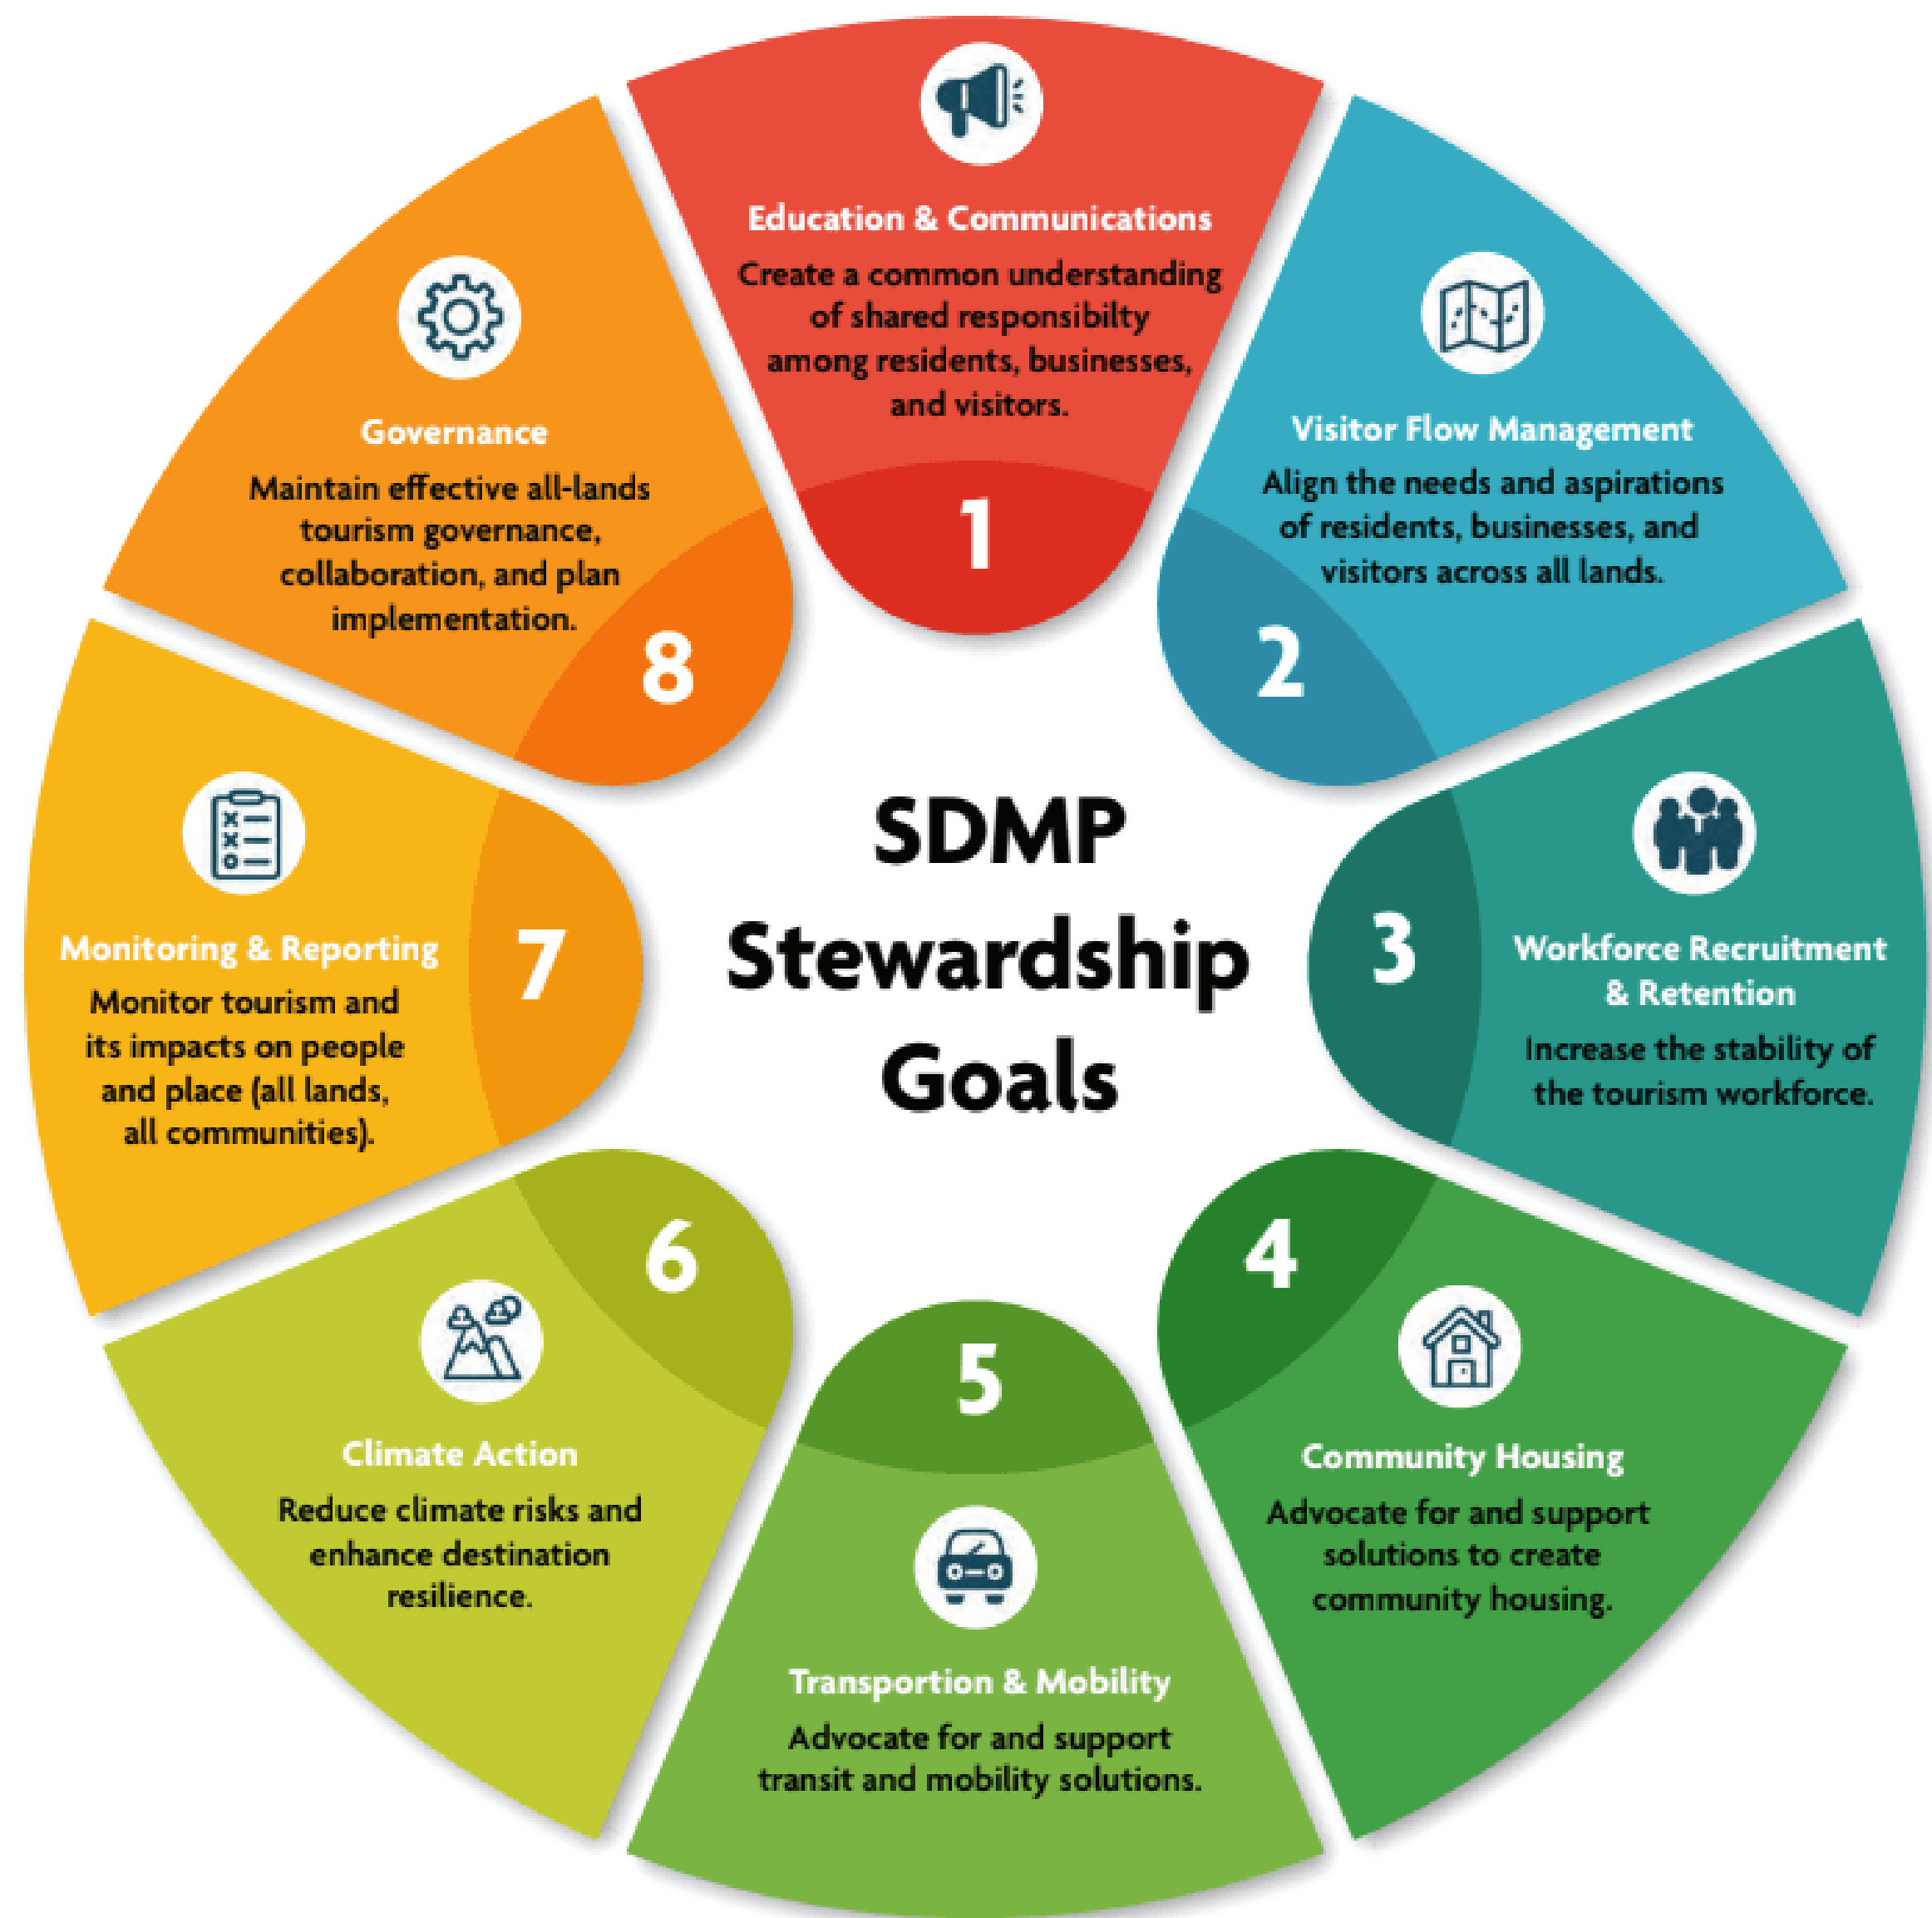 SDMP
Stewardship
Goals
Education & Communications
Create a common understanding
of shared responsibilty
among residents, businesses,
and visitors.
1
Visitor Flow Management
Align the needs and aspirations
of residents, businesses, and
visitors across all lands.
2
Workforce Recruitment
& Retention
Increase the stability of
the tourism workforce.
3
4
Community Housing
Advocate for and support
solutions to create
community housing.
5
Transportion & Mobility
Advocate for and support
transit and mobility solutions.
6
Climate Action
Reduce climate risks and
enhance destination
resilience.
7
Monitoring & Reporting
Monitor tourism and
its impacts on people
and place (all lands,
all communities).
Governance
Maintain effective all-lands
tourism governance,
collaboration, and plan
implementation.
8